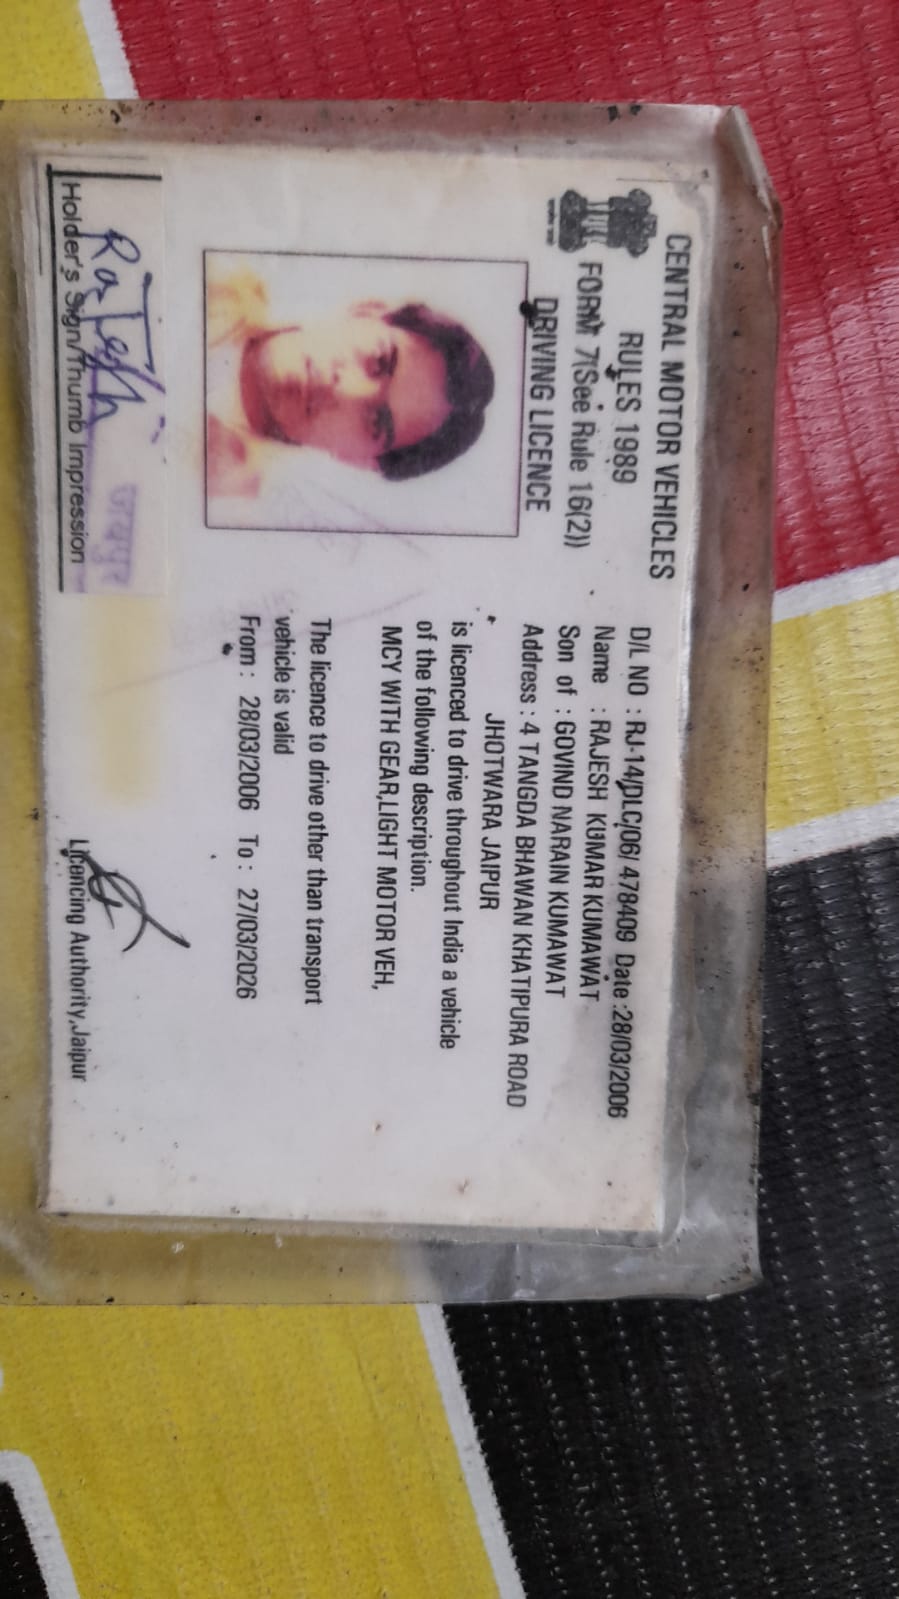 CENTRAL MOTOR VEHICLES
RULES 1989
FORM 7(See Rule 16(2))
DRIVING LICENCE
Rajesh
जयपुर
Holder's Sign/Thumb Impression
D/L NO : RJ-14/DLC/06/ 478409 Date :28/03/2006
Name : RAJESH KUMAR KUMAWAT
Son of : GOVIND NARAIN KUMAWAT
Address : 4 TANGDA BHAWAN KHATIPURA ROAD
JHOTWARA JAIPUR
is licenced to drive throughout India a vehicle
of the following description.
MCY WITH GEAR,LIGHT MOTOR VEH,
The licence to drive other than transport
vehicle is valid
From : 28/03/2006 To : 27/03/2026
Licencing Authority,Jaipur